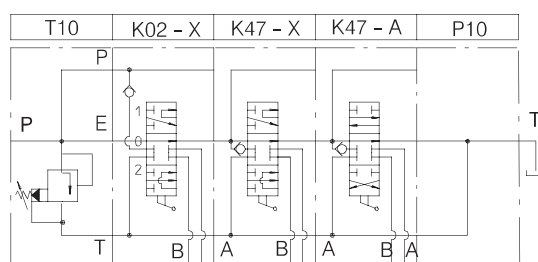 T10 K02 - X K47 - X K47 - A P10
P
1
P E 0 T
2
T B A B A B A